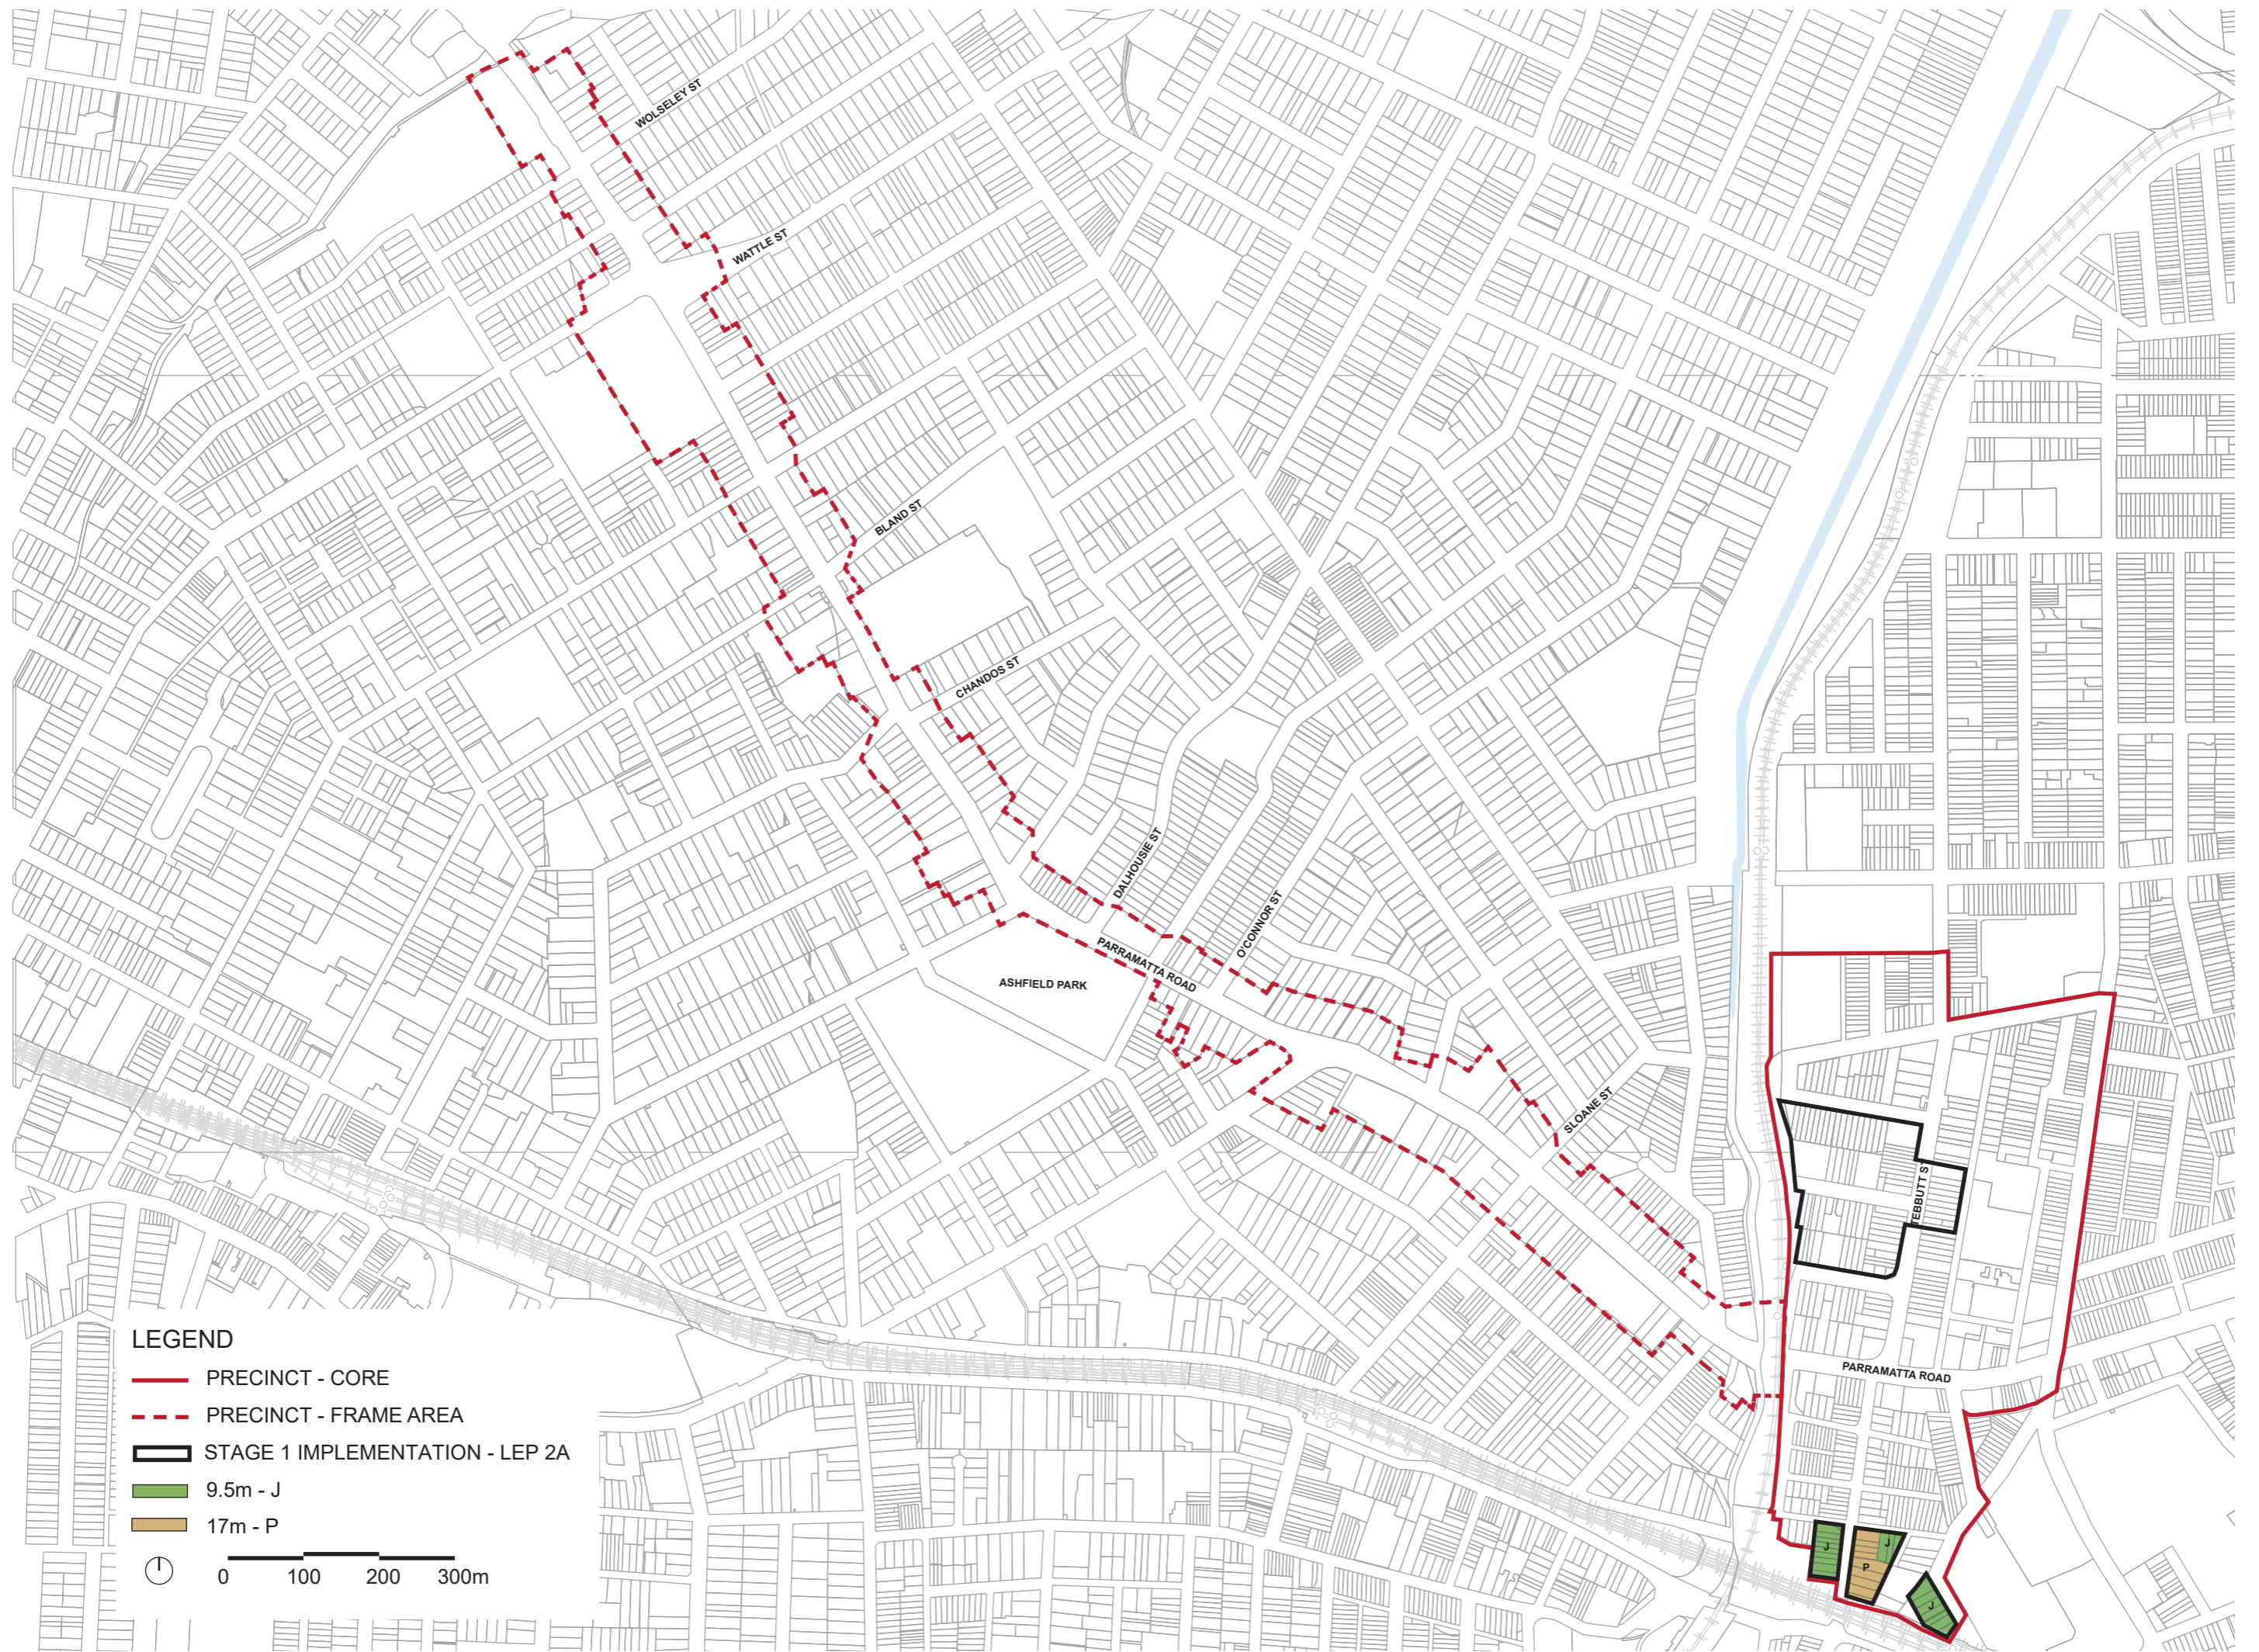 WOLSELEY ST
WATTLE ST
BLAND ST
CHANDOS ST
DALHOUSIE ST
O'CONNOR ST
PARRAMATTA ROAD
ASHFIELD PARK
SLOANE ST
TEBBUTT ST
PARRAMATTA ROAD
LEGEND
PRECINCT - CORE
PRECINCT - FRAME AREA
STAGE 1 IMPLEMENTATION - LEP 2A
9.5m - J
17m - P
0 100 200 300m
J
J
P
J